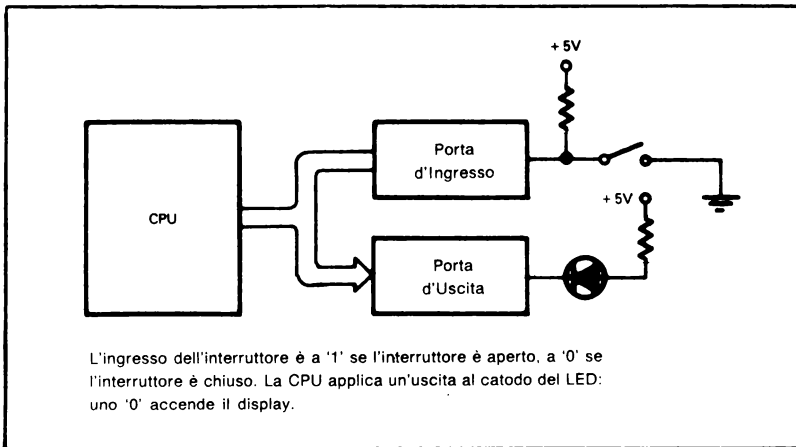 + 5V
Porta
d'Ingresso
CPU
+ 5V
Porta
d'Uscita
L'ingresso dell'interruttore è a '1' se l'interruttore è aperto, a '0' se
l'interruttore è chiuso. La CPU applica un'uscita al catodo del LED:
uno '0' accende il display.